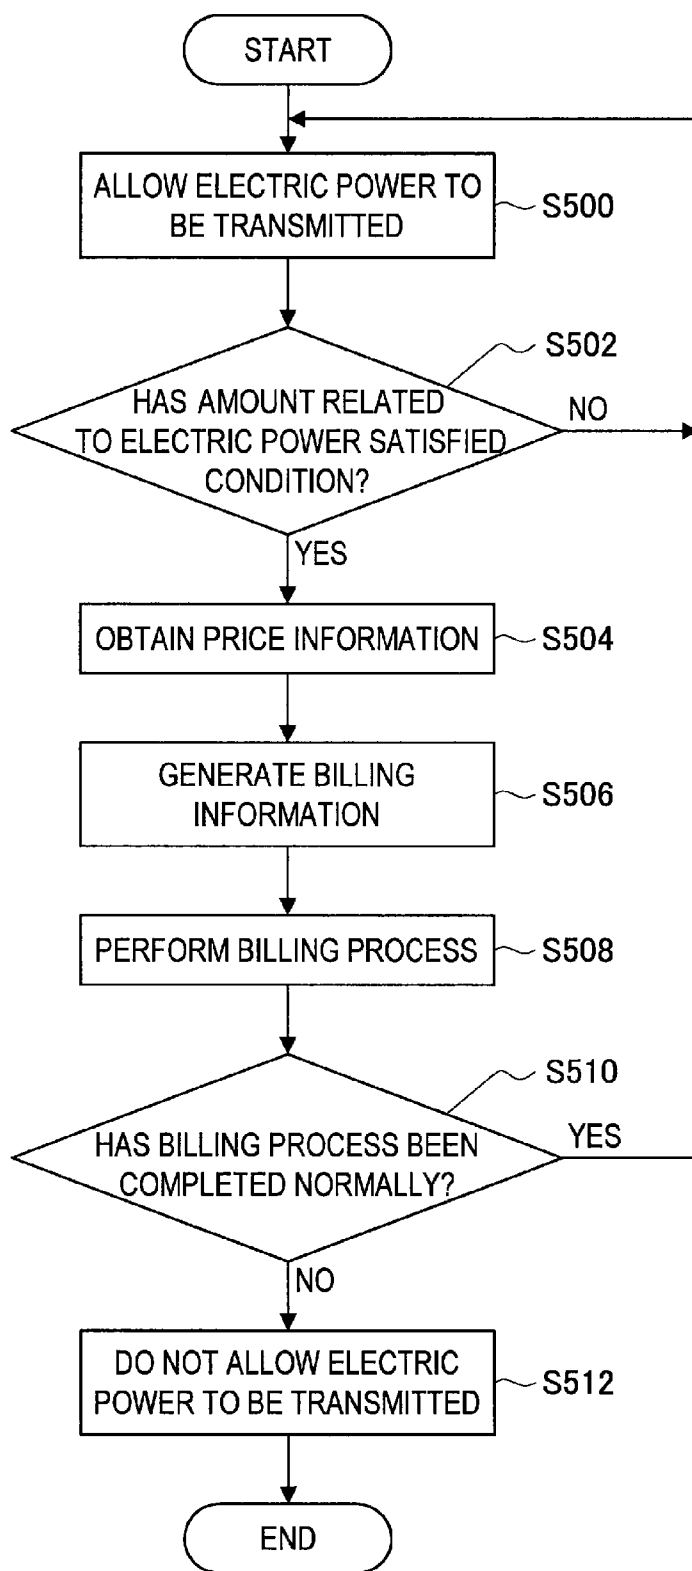 START
ALLOW ELECTRIC POWER TO
BE TRANSMITTED
S500
S502
HAS AMOUNT RELATED
TO ELECTRIC POWER SATISFIED
CONDITION?
NO
YES
OBTAIN PRICE INFORMATION
S504
GENERATE BILLING
INFORMATION
S506
PERFORM BILLING PROCESS
S508
S510
HAS BILLING PROCESS BEEN
COMPLETED NORMALLY?
YES
NO
DO NOT ALLOW ELECTRIC
POWER TO BE TRANSMITTED
S512
END